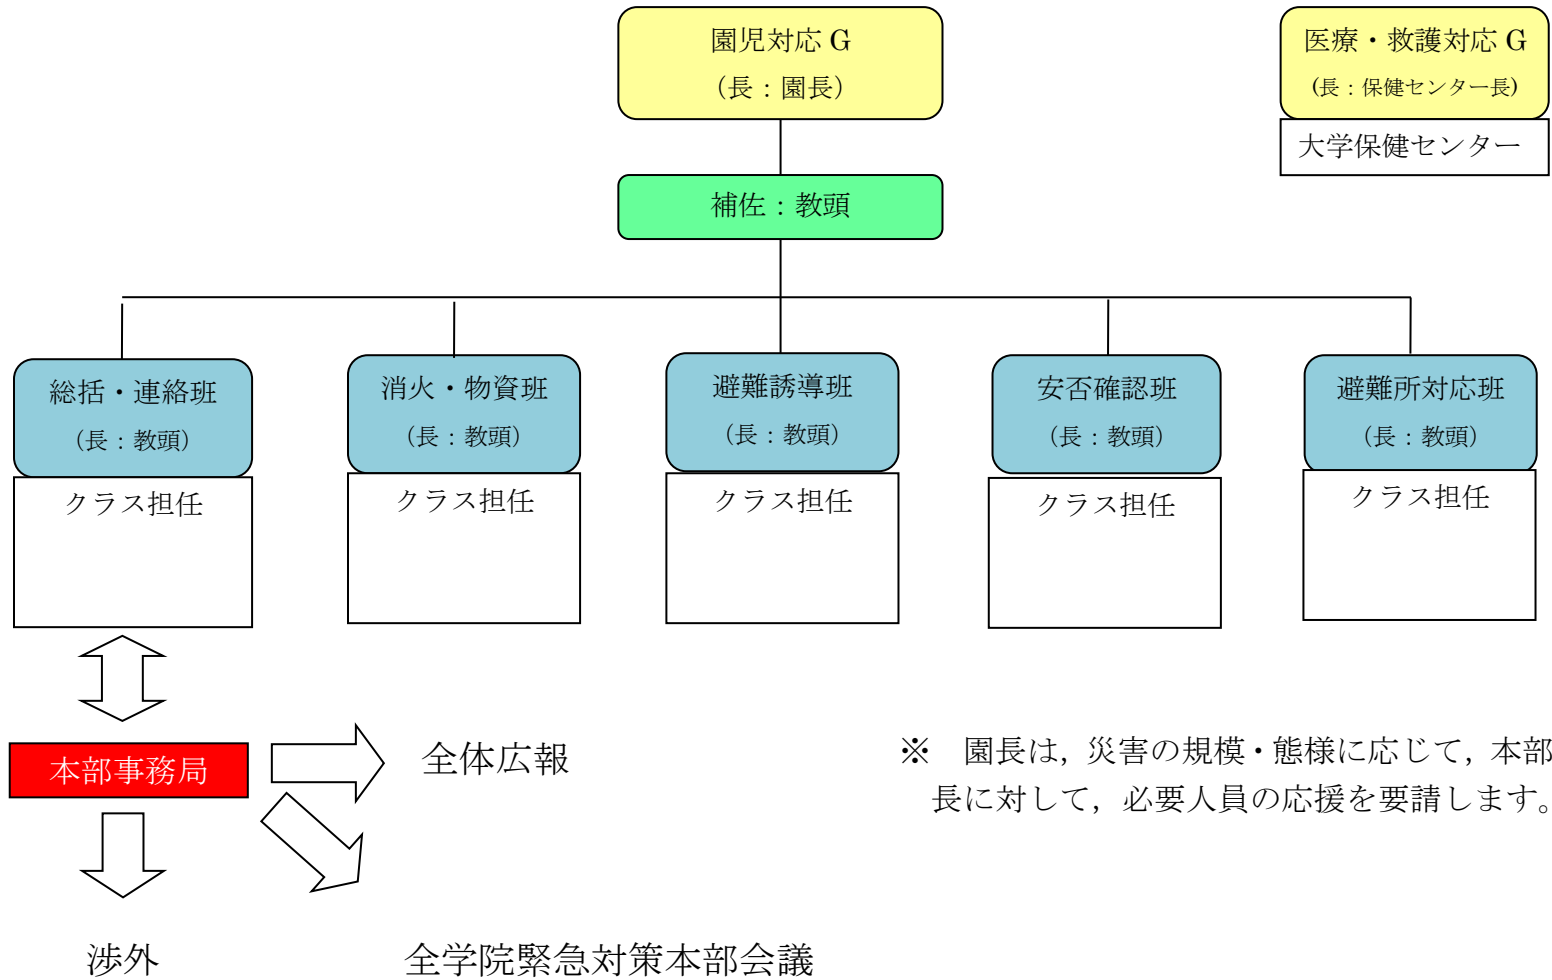 園児対応 G
（長：園長）
医療・救護対応 G
(長：保健センター長)
大学保健センター
補佐：教頭
総括・連絡班
（長：教頭）
クラス担任
消火・物資班
（長：教頭）
クラス担任
避難誘導班
（長：教頭）
クラス担任
安否確認班
（長：教頭）
クラス担任
避難所対応班
（長：教頭）
クラス担任
本部事務局
全体広報
※　園長は，災害の規模・態様に応じて，本部
長に対して，必要人員の応援を要請します。
渉外
全学院緊急対策本部会議